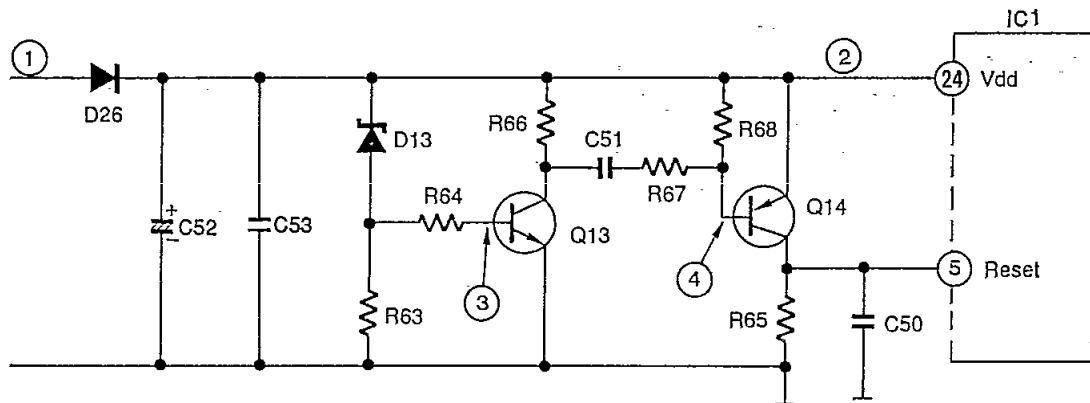 IC1
1
2
24 Vdd
D26
R66
C51
R68
D13
R67
R64
Q14
+
C52
-
C53
Q13
4
3
5 Reset
R63
R65
C50